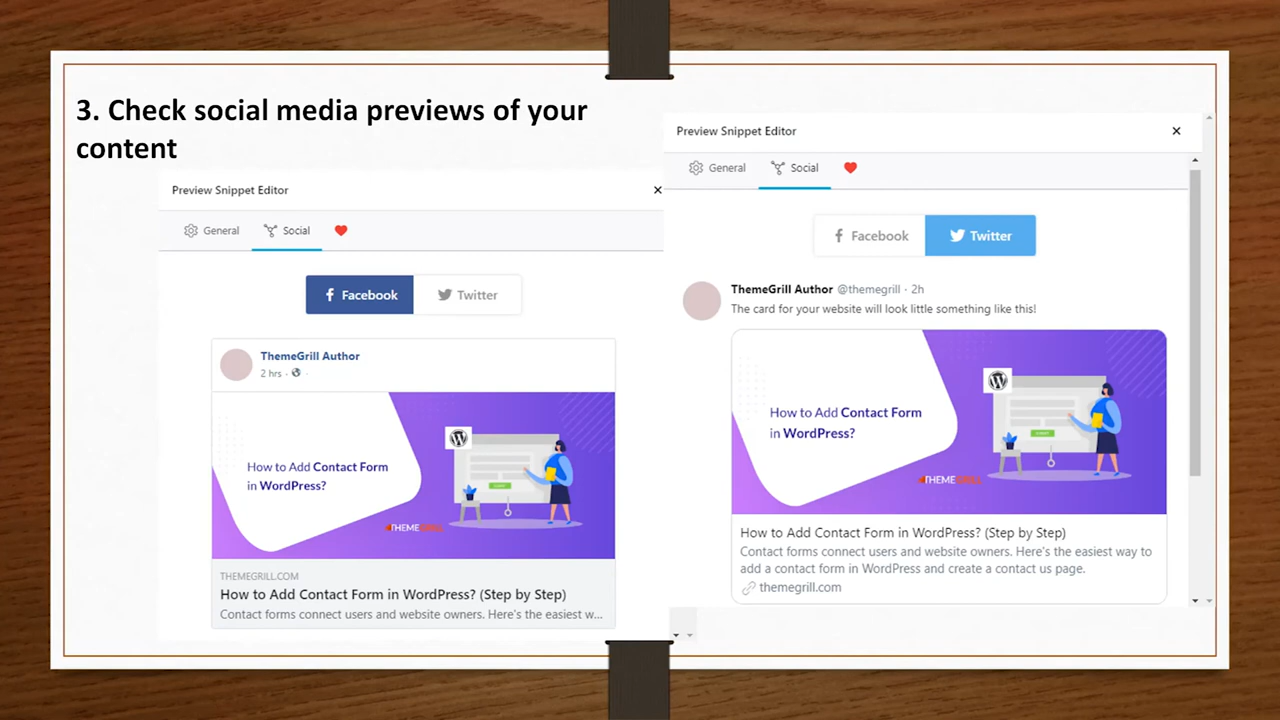 3. Check social media previews of your
content
Preview Snippet Editor
General
Social
Facebook
Twitter
ThemeGrill Author
2 hrs ·
How to Add Contact Form
in WordPress?
THEMEGRILL
THEMEGRILL.COM
How to Add Contact Form in WordPress? (Step by Step)
Contact forms connect users and website owners. Here's the easiest w...
Preview Snippet Editor
General
Social
Facebook
Twitter
ThemeGrill Author @themegrill · 2h
The card for your website will look little something like this!
How to Add Contact Form
in WordPress?
THEMEGRILL
How to Add Contact Form in WordPress? (Step by Step)
Contact forms connect users and website owners. Here's the easiest way to
add a contact form in WordPress and create a contact us page.
themegrill.com